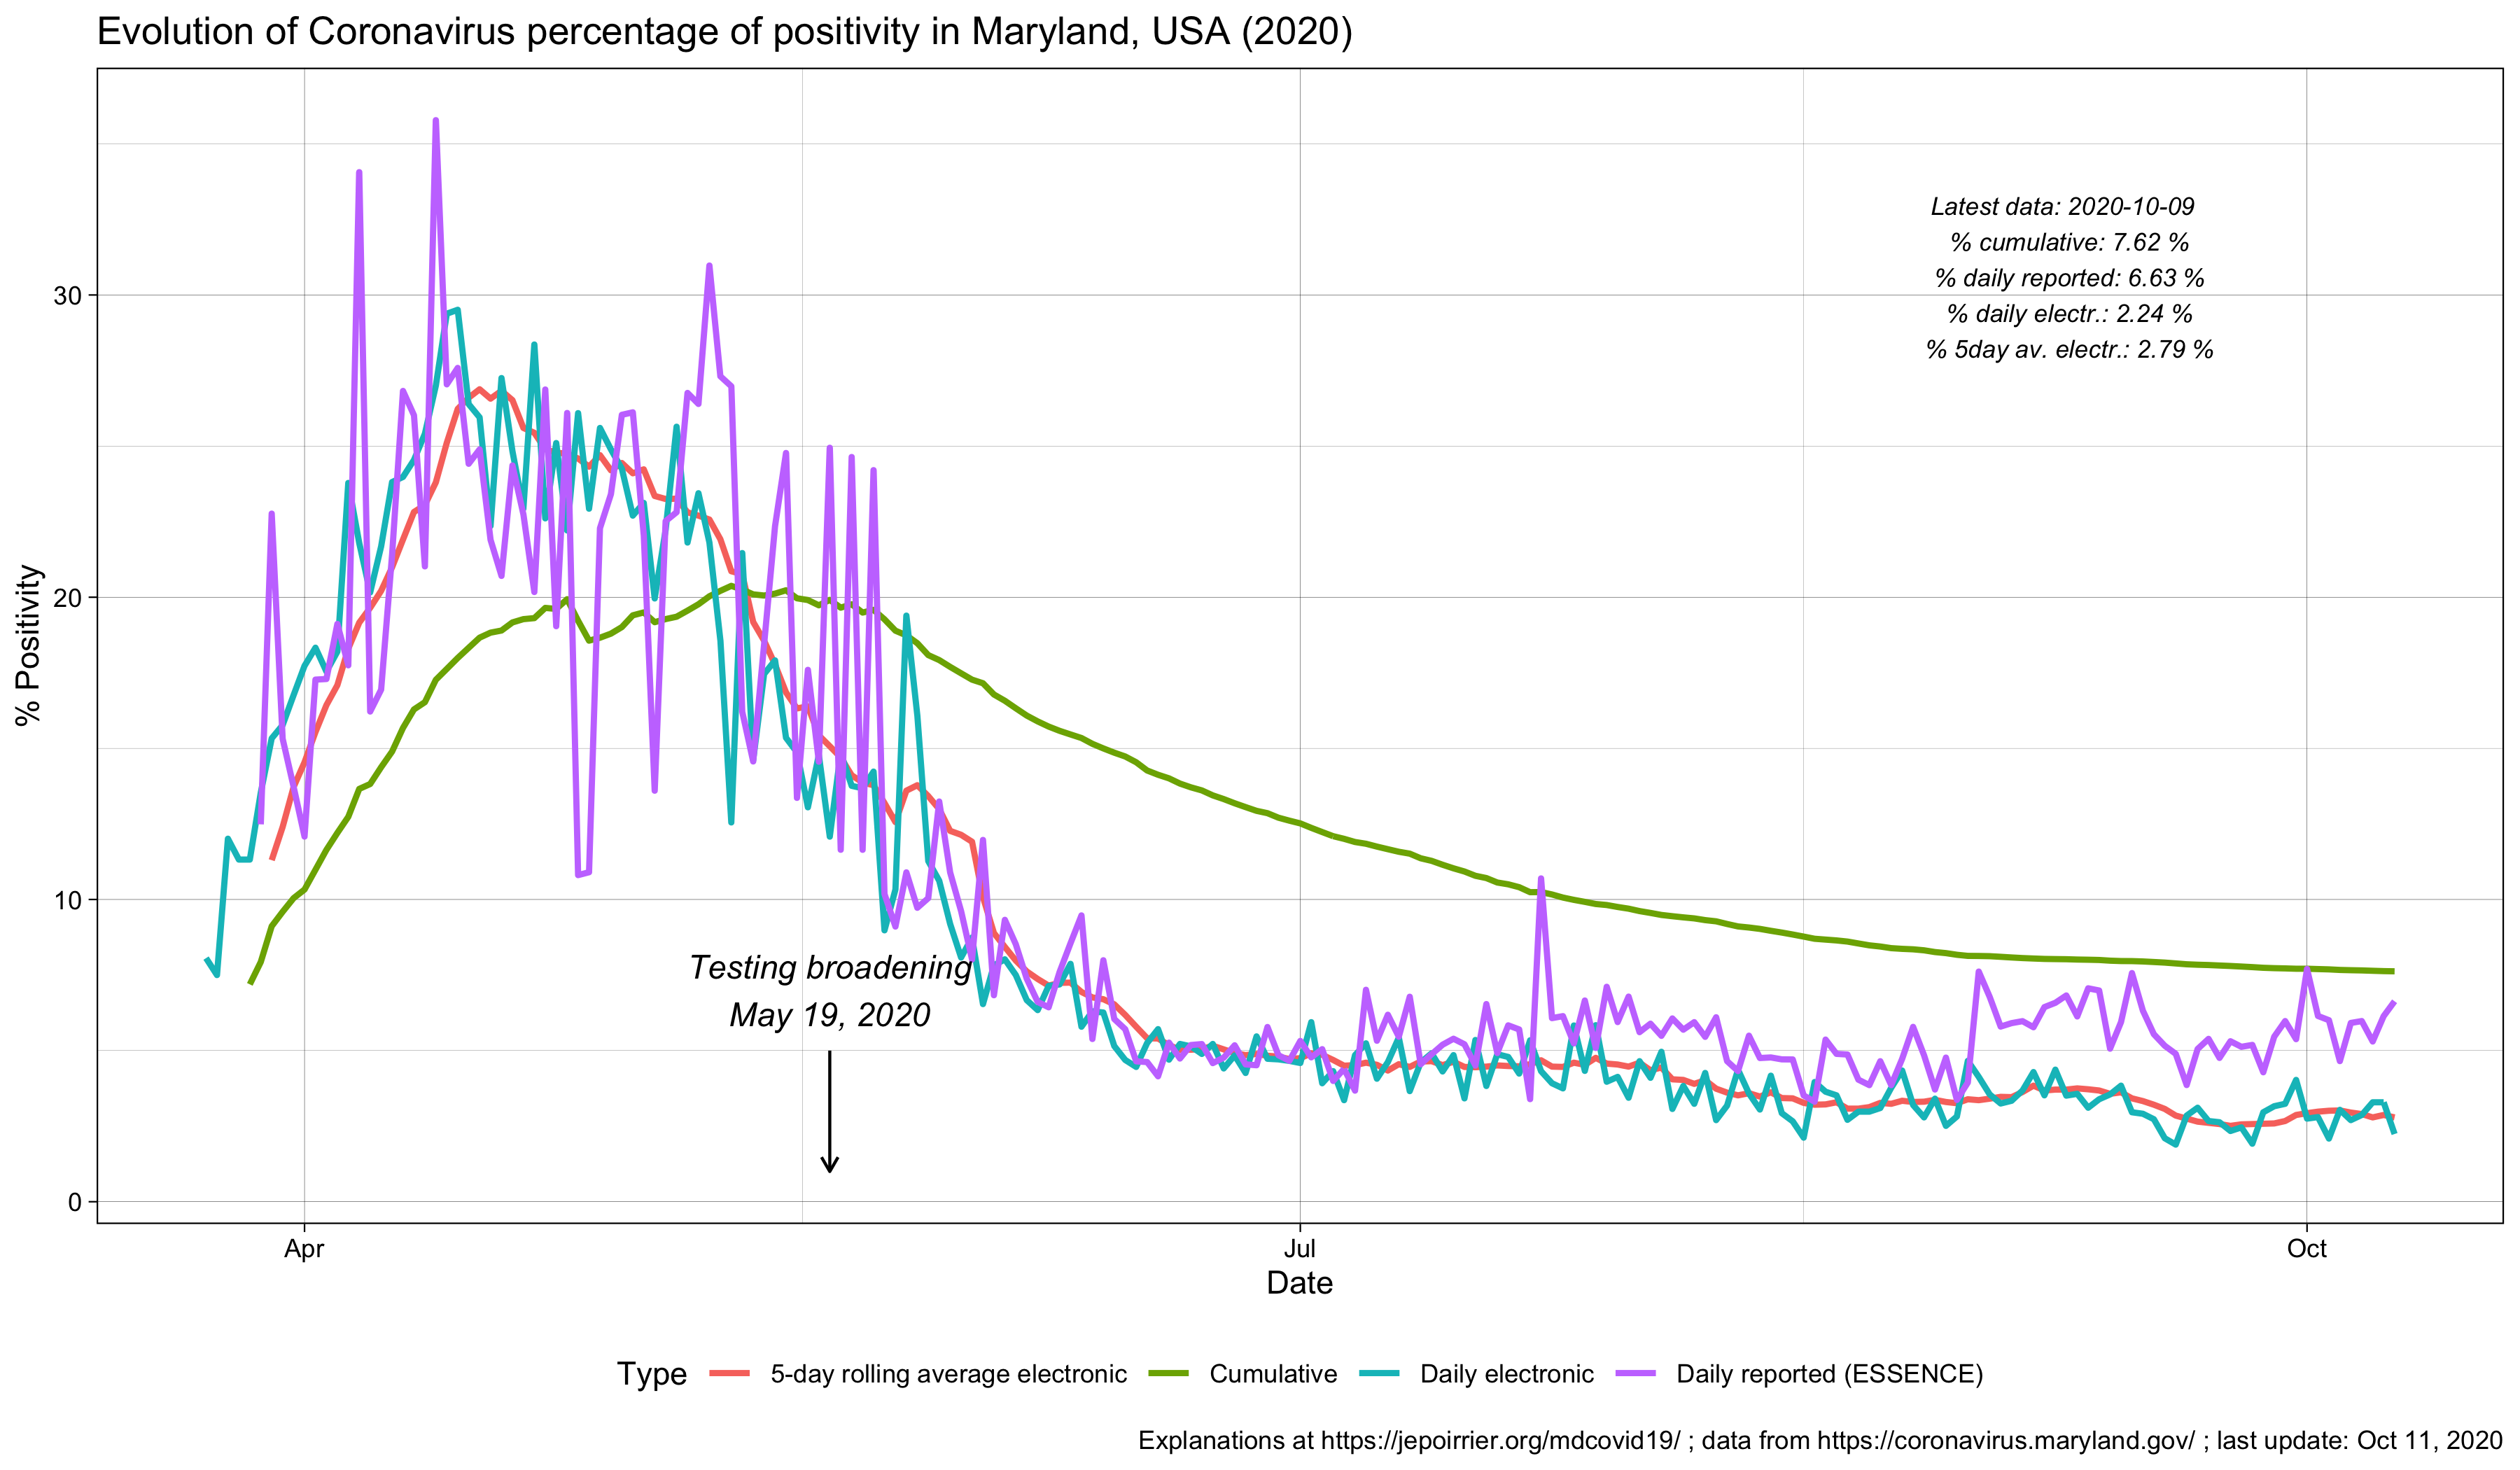 Evolution of Coronavirus percentage of positivity in Maryland, USA (2020)
Latest data: 2020-10-09
% cumulative: 7.62 %
% daily reported: 6.63 %
% daily electr.: 2.24 %
% 5day av. electr.: 2.79 %
30
20
10
0
% Positivity
Testing broadening
May 19, 2020
Apr
Jul
Oct
Date
Type
5-day rolling average electronic
Cumulative
Daily electronic
Daily reported (ESSENCE)
Explanations at https://jepoirrier.org/mdcovid19/ ; data from https://coronavirus.maryland.gov/ ; last update: Oct 11, 2020